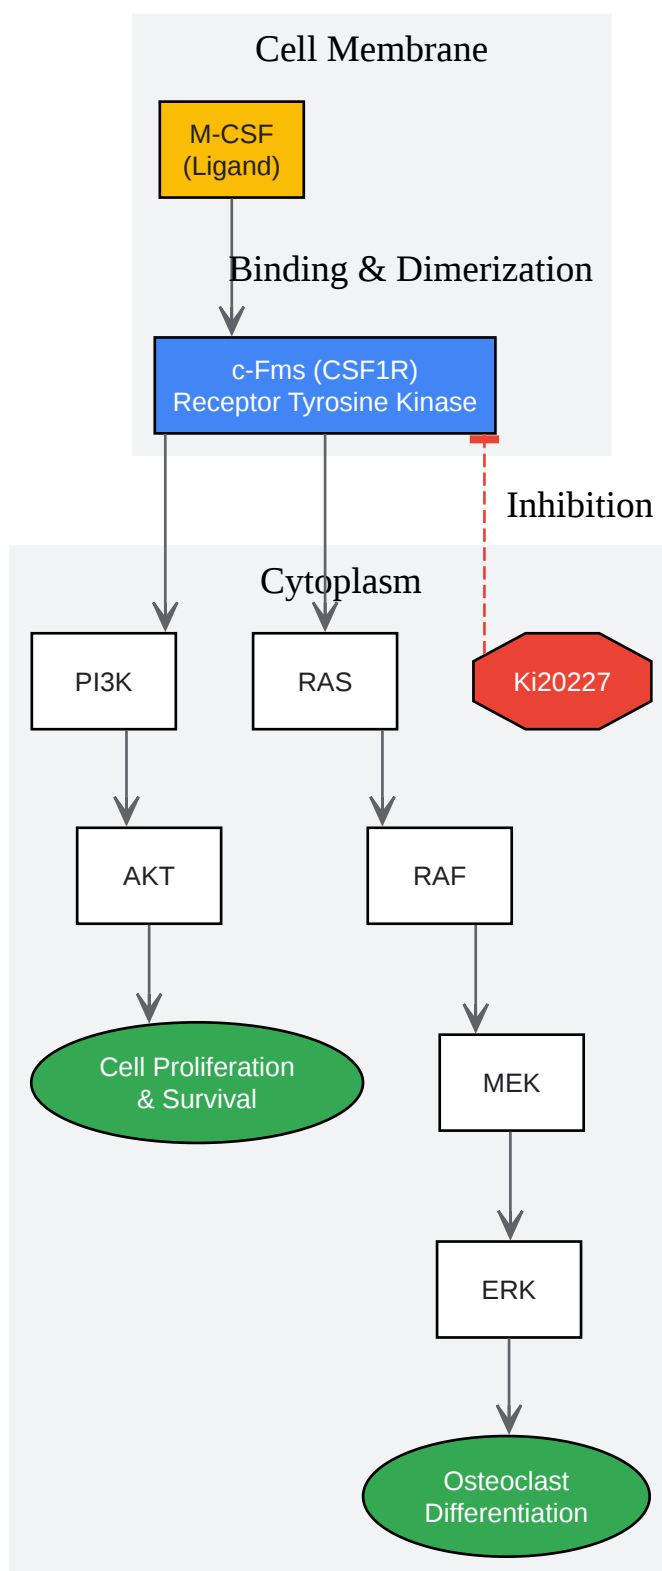 Cell Membrane
M-CSF
(Ligand)
Binding & Dimerization
c-Fms (CSF1R)
Receptor Tyrosine Kinase
Inhibition
Cytoplasm
PI3K
RAS
Ki20227
AKT
RAF
Cell Proliferation
& Survival
MEK
ERK
Osteoclast
Differentiation